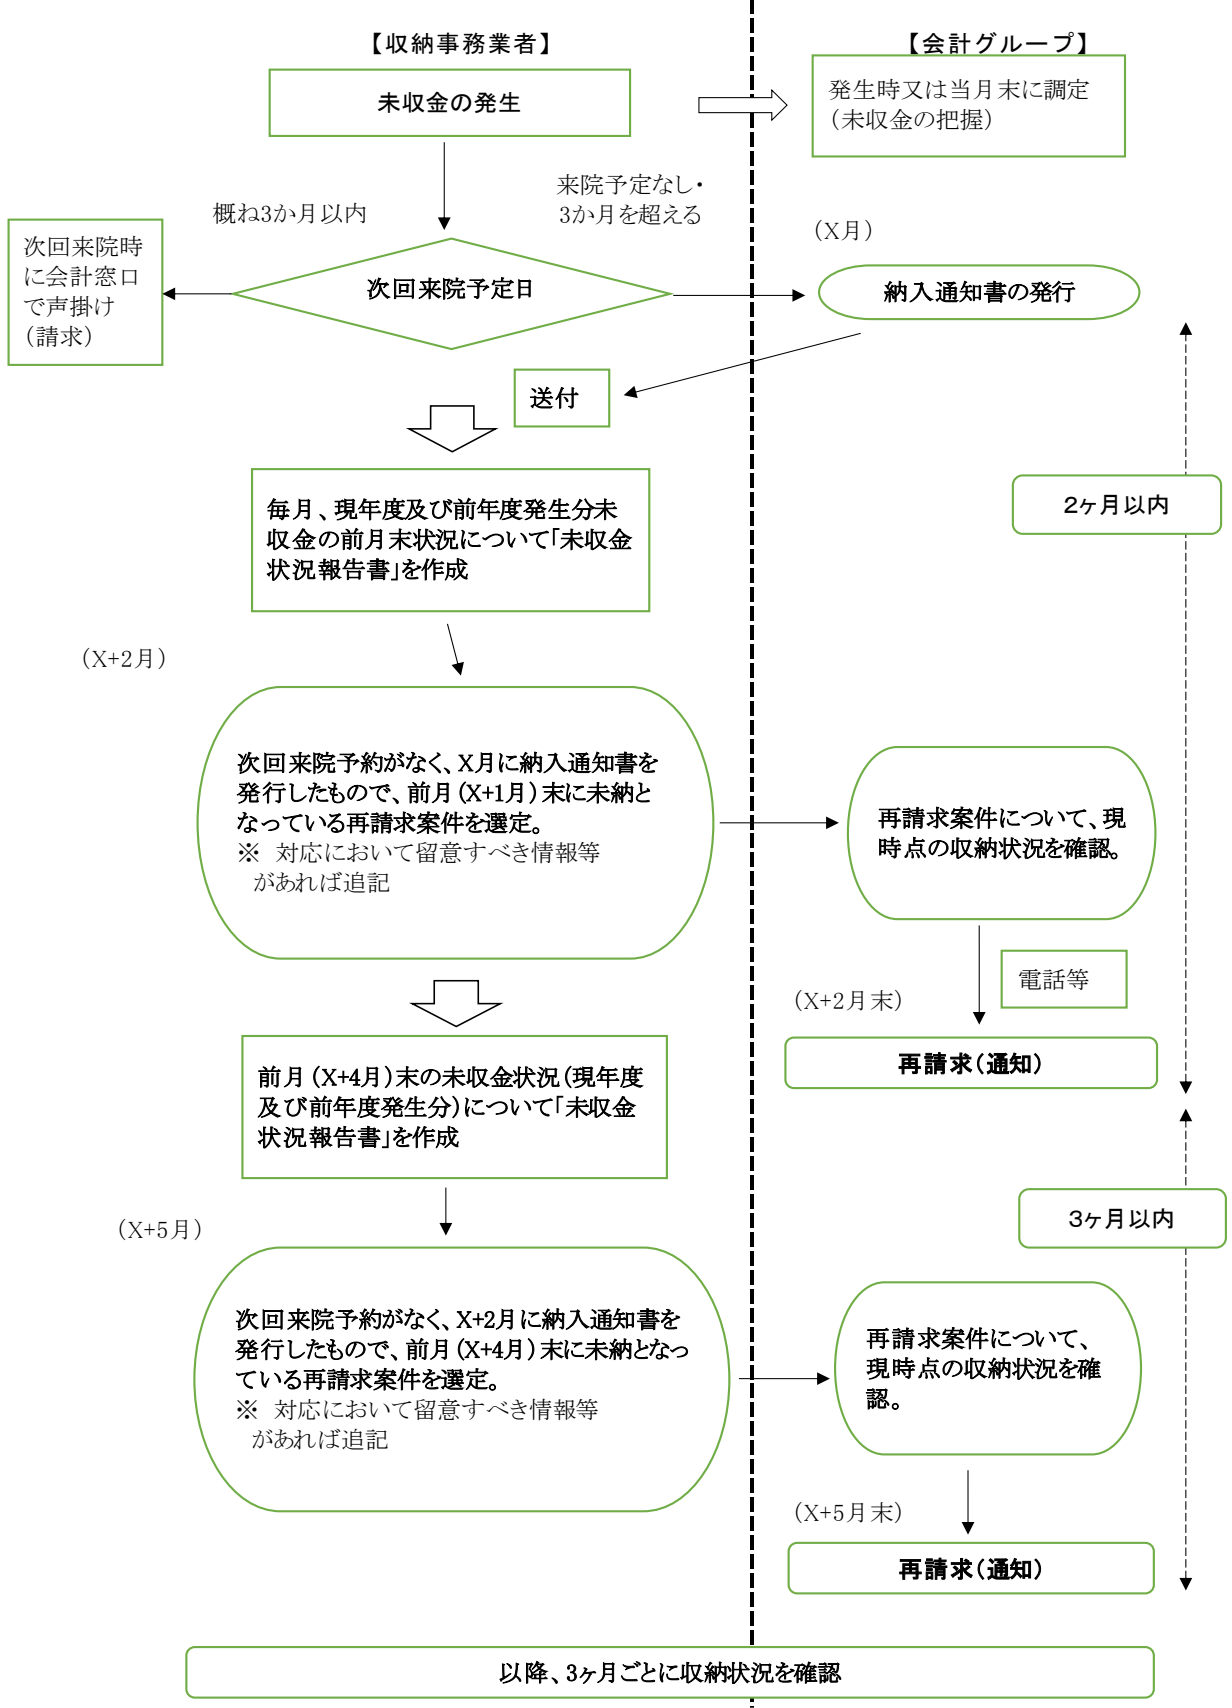 【収納事務業者】
【会計グループ】
未収金の発生
発生時又は当月末に調定
（未収金の把握）
来院予定なし・
3か月を超える
概ね3か月以内
次回来院時
に会計窓口
で声掛け
（請求）
次回来院予定日
（X月）
納入通知書の発行
送付
毎月、現年度及び前年度発生分未
収金の前月末状況について「未収金
状況報告書」を作成
2ヶ月以内
（X+2月）
次回来院予約がなく、X月に納入通知書を
発行したもので、前月（X+1月）末に未納と
なっている再請求案件を選定。
※　対応において留意すべき情報等
があれば追記
再請求案件について、現
時点の収納状況を確認。
電話等
（X+2月末）
再請求（通知）
前月（X+4月）末の未収金状況（現年度
及び前年度発生分）について「未収金
状況報告書」を作成
3ヶ月以内
（X+5月）
次回来院予約がなく、X+2月に納入通知書を
発行したもので、前月（X+4月）末に未納となっ
ている再請求案件を選定。
※　対応において留意すべき情報等
があれば追記
再請求案件について、
現時点の収納状況を確
認。
（X+5月末）
再請求（通知）
以降、3ヶ月ごとに収納状況を確認